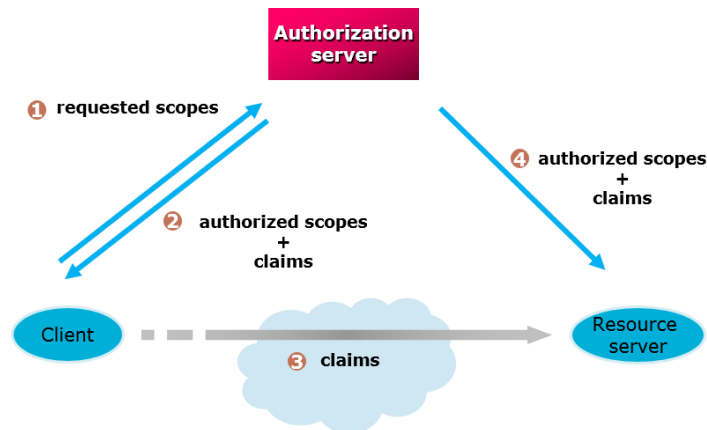 Authorization
server
1 requested scopes
2 authorized scopes
+
claims
4 authorized scopes
+
claims
Client
Resource
server
3 claims